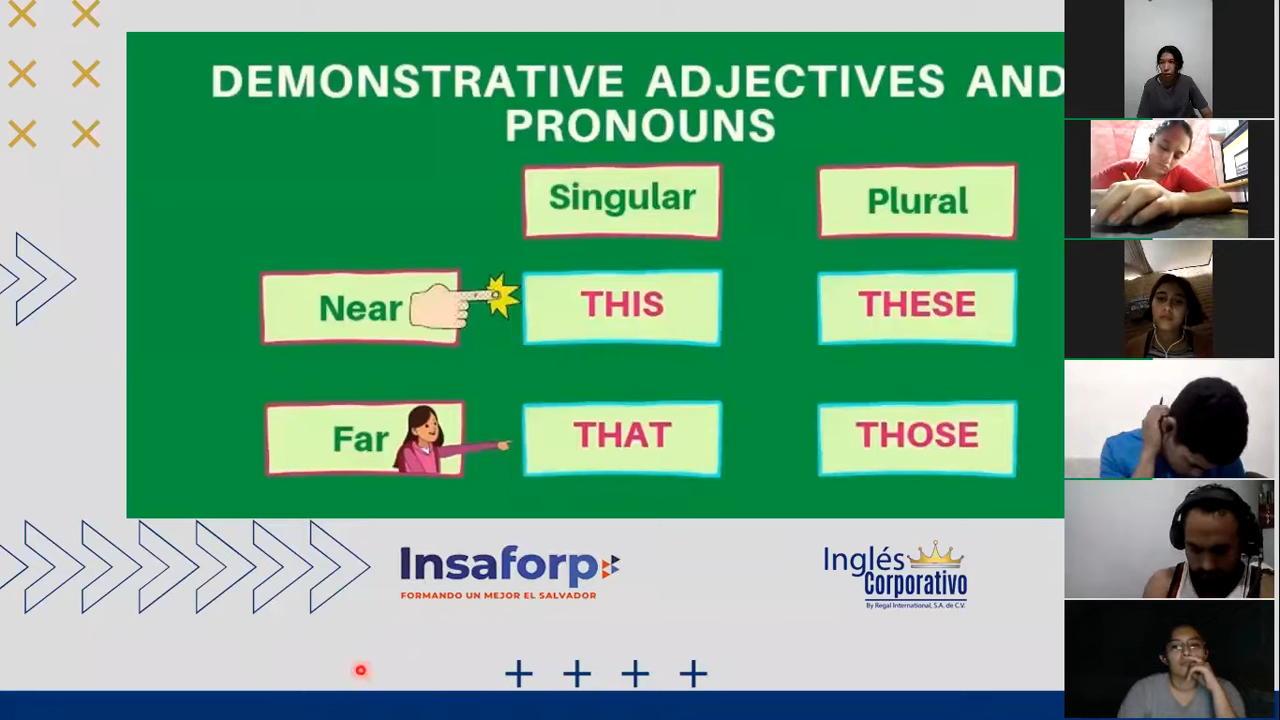 DEMONSTRATIVE ADJECTIVES AND
PRONOUNS
Singular
Plural
Near
THIS
THESE
Far
THAT
THOSE
Insaforp
FORMANDO UN MEJOR EL SALVADOR
Inglés
Corporativo
By Regal International, S.A. de C.V.